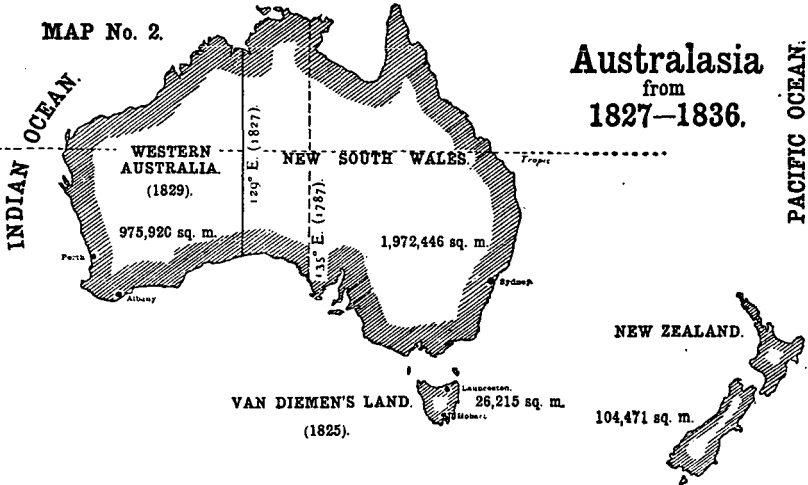 MAP No. 2.
Australasia
from
1827—1836.
INDIAN OCEAN.
PACIFIC OCEAN.
WESTERN
AUSTRALIA.
(1829).
975,920 sq. m.
129° E. (1827).
135° E. (1787).
NEW SOUTH WALES.
Tropic
1,972,446 sq. m.
Perth
Albany
Sydney.
NEW ZEALAND.
104,471 sq. m.
VAN DIEMEN'S LAND.
(1825).
Launceston.
26,215 sq. m.
Hobart.